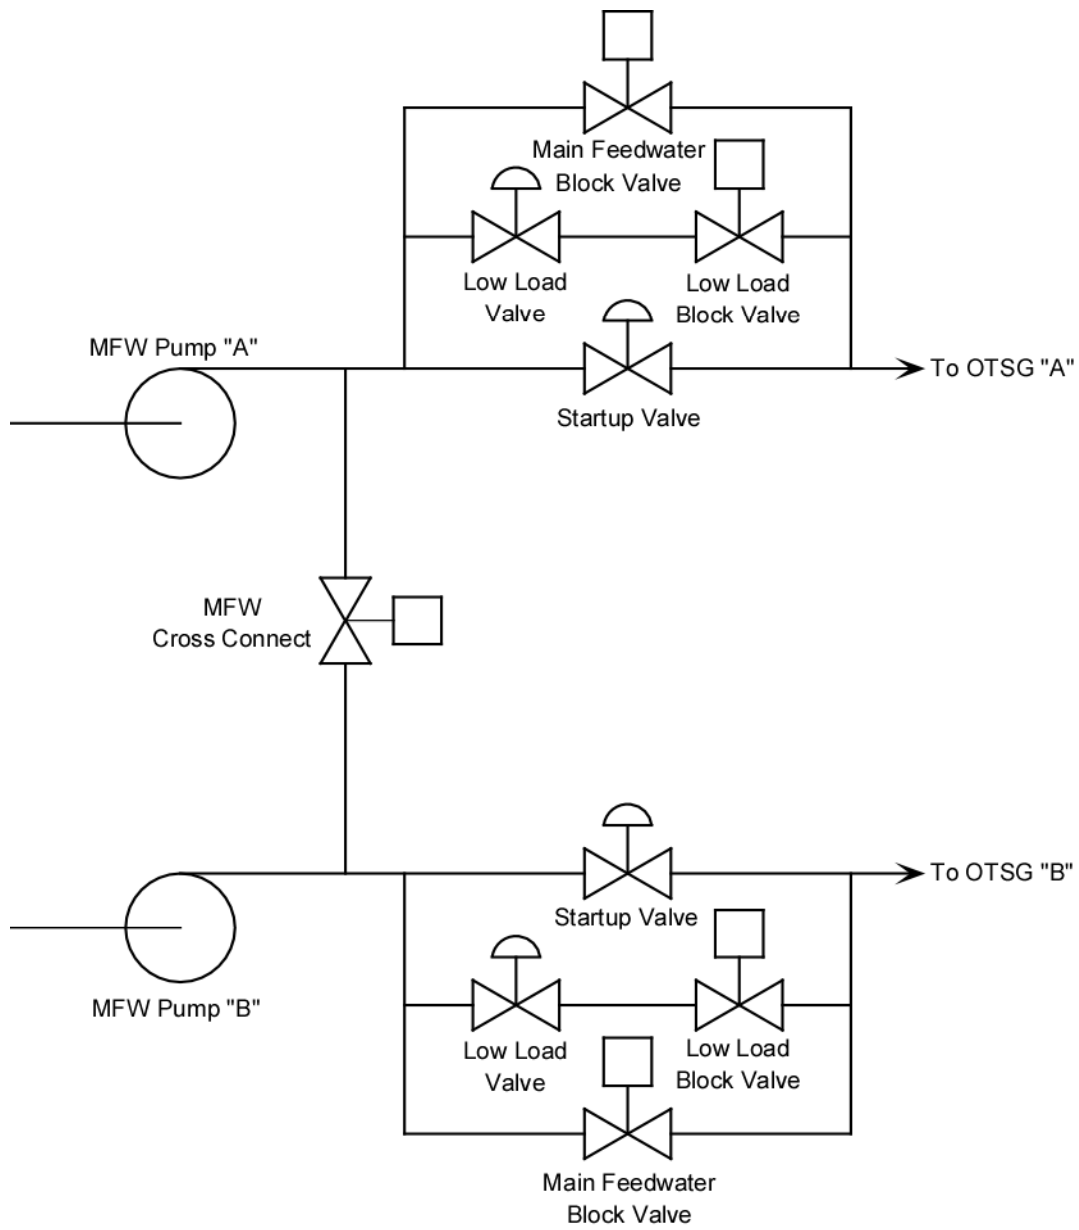 Main Feedwater
Block Valve
Low Load
Valve
Low Load
Block Valve
MFW Pump "A"
To OTSG "A"
Startup Valve
MFW
Cross Connect
To OTSG "B"
Startup Valve
MFW Pump "B"
Low Load
Valve
Low Load
Block Valve
Main Feedwater
Block Valve